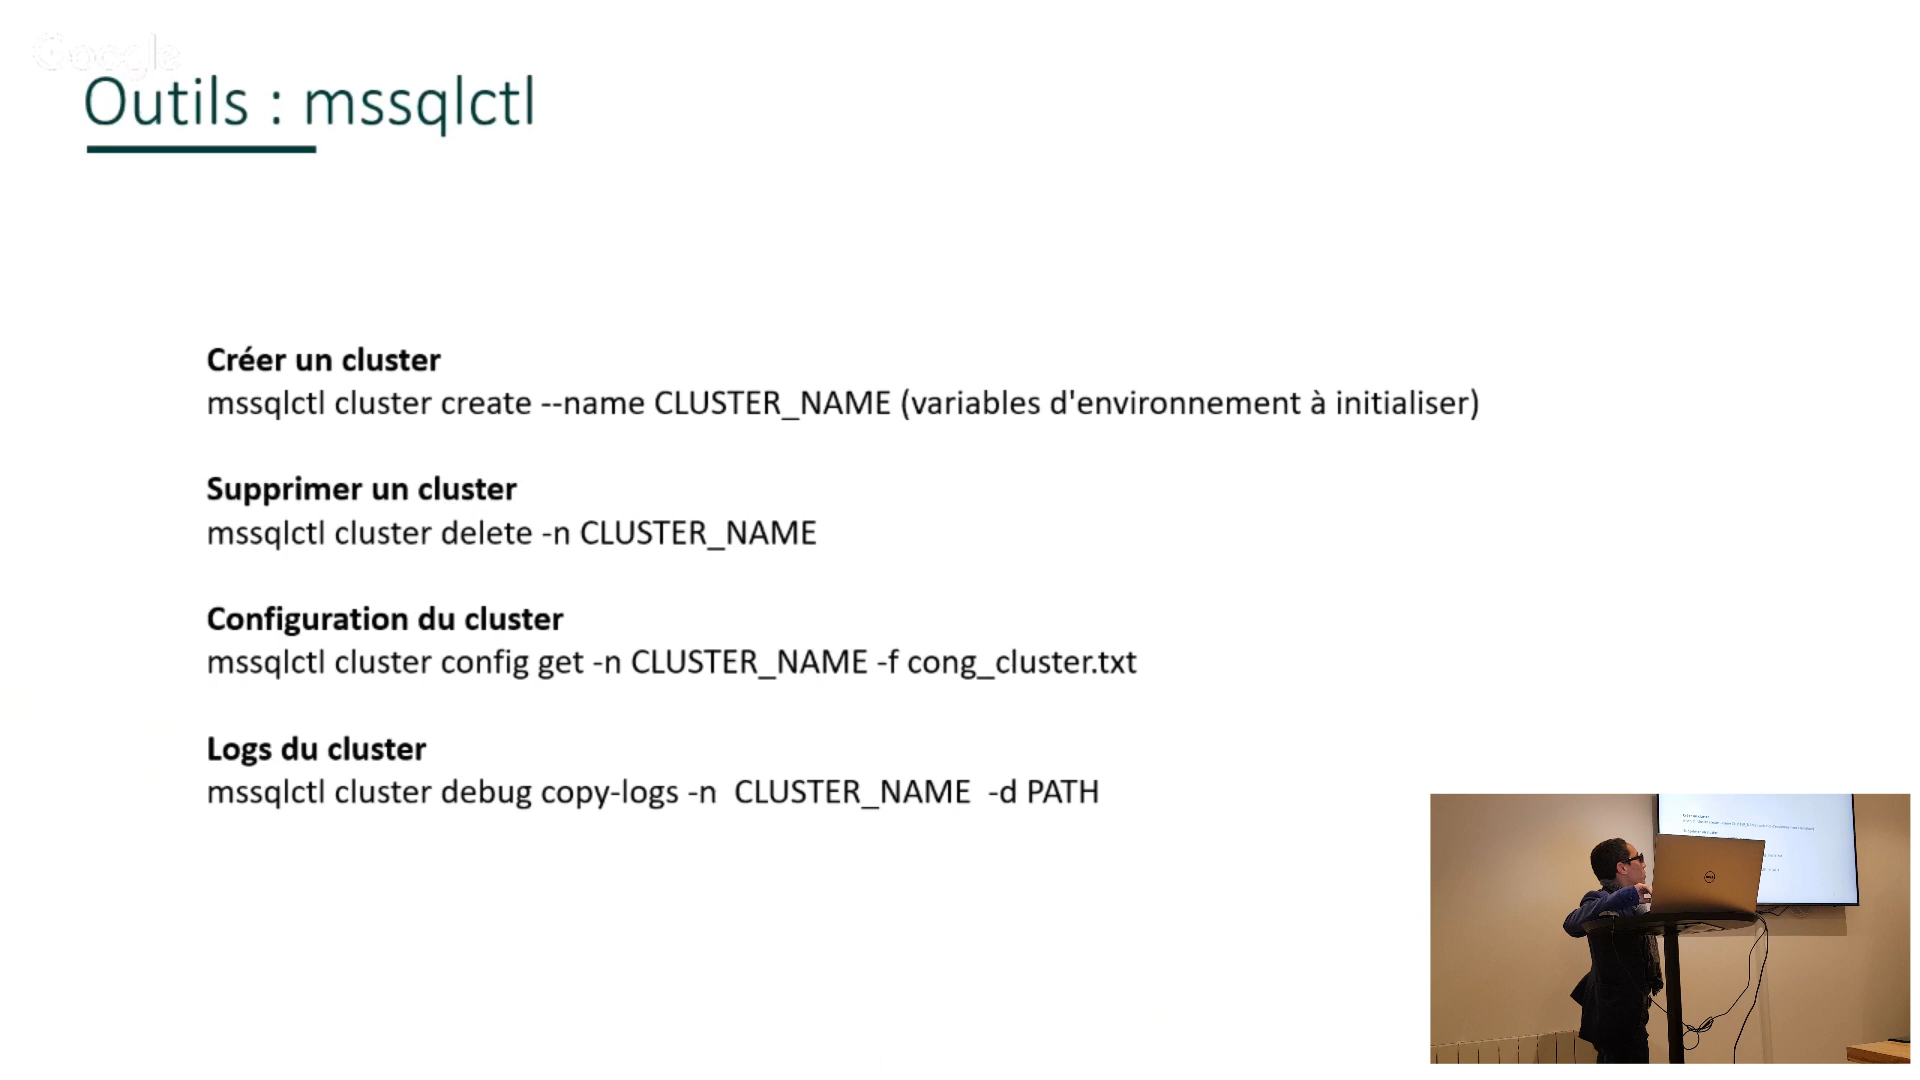 Google
Outils : mssqlctl
Créer un cluster
mssqlctl cluster create --name CLUSTER_NAME (variables d'environnement à initialiser)
Supprimer un cluster
mssqlctl cluster delete -n CLUSTER_NAME
Configuration du cluster
mssqlctl cluster config get -n CLUSTER_NAME -f cong_cluster.txt
Logs du cluster
mssqlctl cluster debug copy-logs -n  CLUSTER_NAME  -d PATH